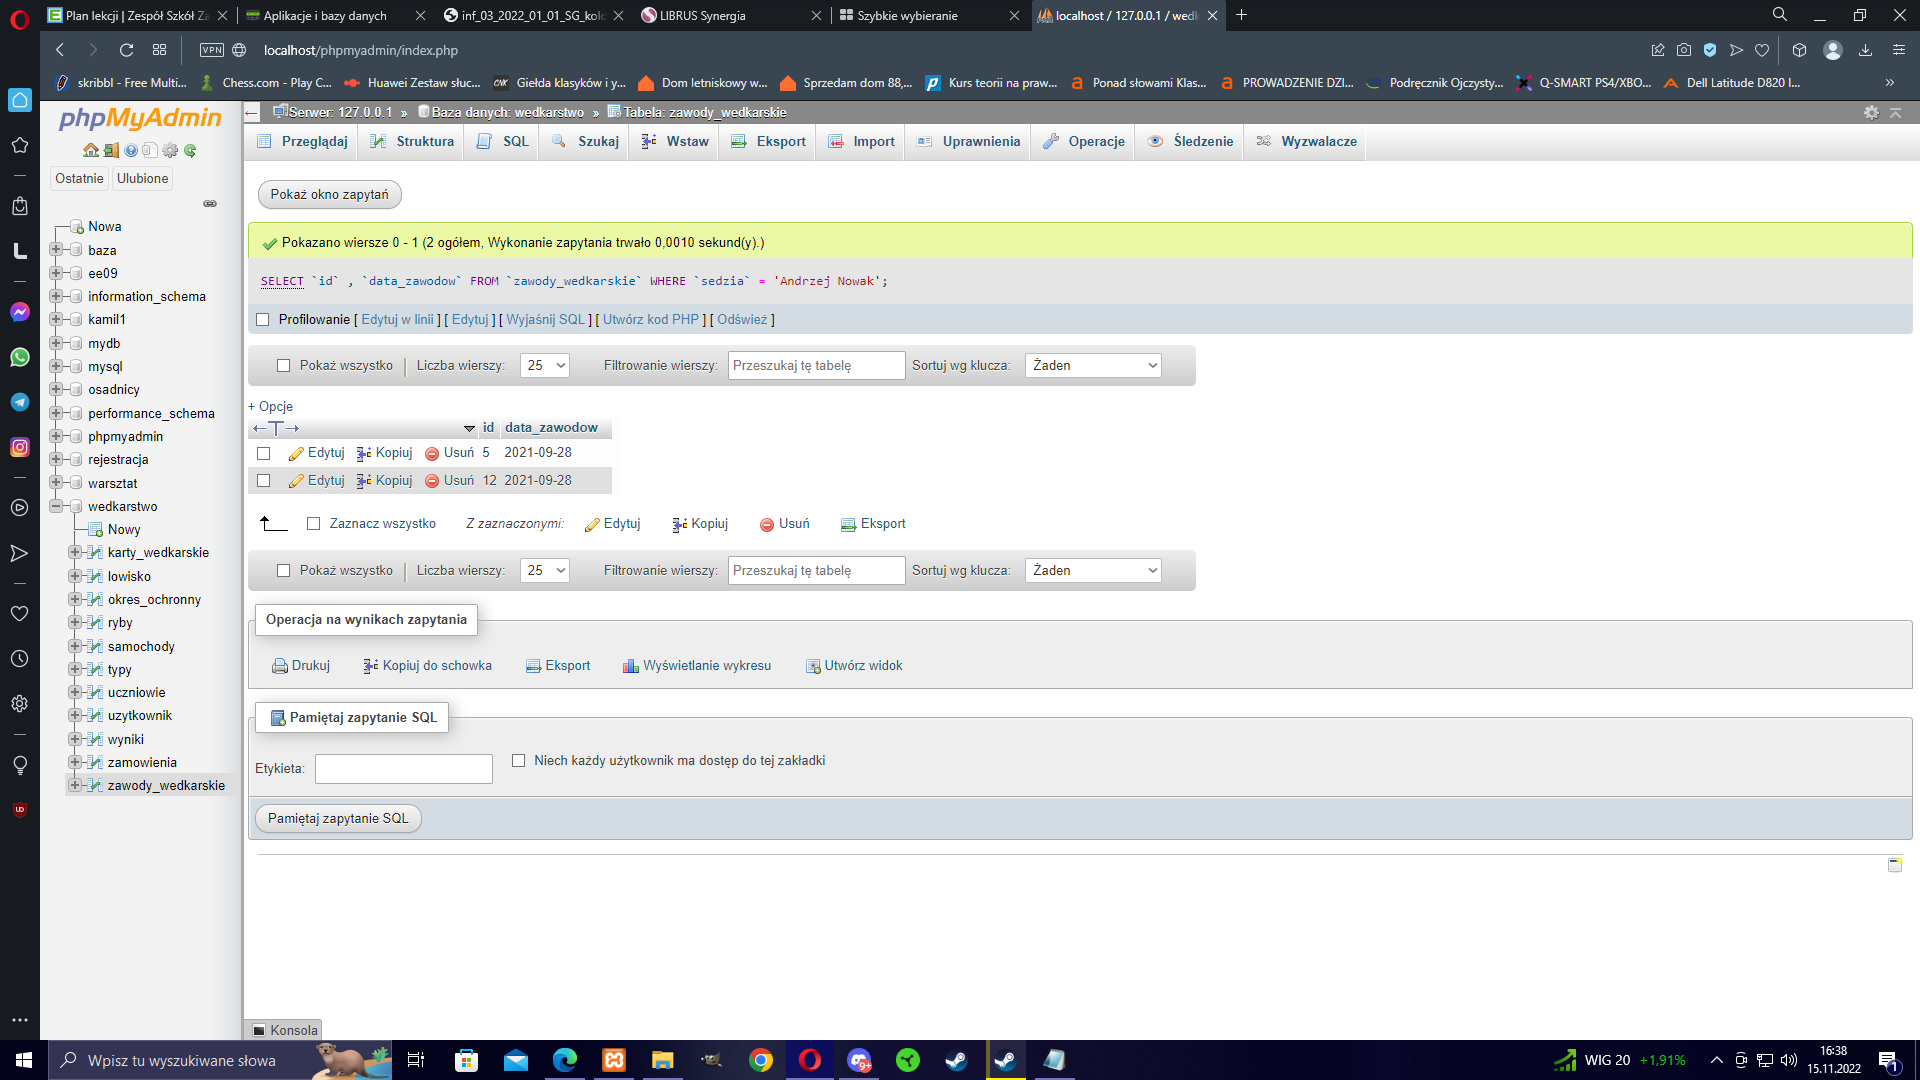 Plan lekcji | Zespół Szkół Za
Aplikacje i bazy danych
inf_03_2022_01_01_SG_kolo
LIBRUS Synergia
Szybkie wybieranie
localhost / 127.0.0.1 / wedk
VPN
localhost/phpmyadmin/index.php
skribbl - Free Multi...
Chess.com - Play C...
Huawei Zestaw słuc...
Giełda klasyków i y...
Dom letniskowy w...
Sprzedam dom 88,...
Kurs teorii na praw...
Ponad słowami Klas...
PROWADZENIE DZI...
Podręcznik Ojczysty...
Q-SMART PS4/XBO...
Dell Latitude D820 I...
phpMyAdmin
Ostatnie
Ulubione
Nowa
baza
ee09
information_schema
kamil1
mydb
mysql
osadnicy
performance_schema
phpmyadmin
rejestracja
warsztat
wedkarstwo
Nowy
karty_wedkarskie
lowisko
okres_ochronny
ryby
samochody
typy
uczniowie
uzytkownik
wyniki
zamowienia
zawody_wedkarskie
Serwer: 127.0.0.1 » Baza danych: wedkarstwo » Tabela: zawody_wedkarskie
Przeglądaj
Struktura
SQL
Szukaj
Wstaw
Eksport
Import
Uprawnienia
Operacje
Śledzenie
Wyzwalacze
Pokaż okno zapytań
Pokazano wiersze 0 - 1 (2 ogółem, Wykonanie zapytania trwało 0,0010 sekund(y).)
SELECT `id` , `data_zawodow` FROM `zawody_wedkarskie` WHERE `sedzia` = 'Andrzej Nowak';
Profilowanie [ Edytuj w linii ] [ Edytuj ] [ Wyjaśnij SQL ] [ Utwórz kod PHP ] [ Odśwież ]
Pokaż wszystko
Liczba wierszy: 25
Filtrowanie wierszy: Przeszukaj tę tabelę
Sortuj wg klucza: Żaden
+ Opcje
id data_zawodow
Edytuj Kopiuj Usuń 5 2021-09-28
Edytuj Kopiuj Usuń 12 2021-09-28
Zaznacz wszystko Z zaznaczonymi: Edytuj Kopiuj Usuń Eksport
Pokaż wszystko
Liczba wierszy: 25
Filtrowanie wierszy: Przeszukaj tę tabelę
Sortuj wg klucza: Żaden
Operacja na wynikach zapytania
Drukuj
Kopiuj do schowka
Eksport
Wyświetlanie wykresu
Utwórz widok
Pamiętaj zapytanie SQL
Etykieta:
Niech każdy użytkownik ma dostęp do tej zakładki
Pamiętaj zapytanie SQL
Konsola
Wpisz tu wyszukiwane słowa
9+
WIG 20 +1,91%
16:38
15.11.2022
1